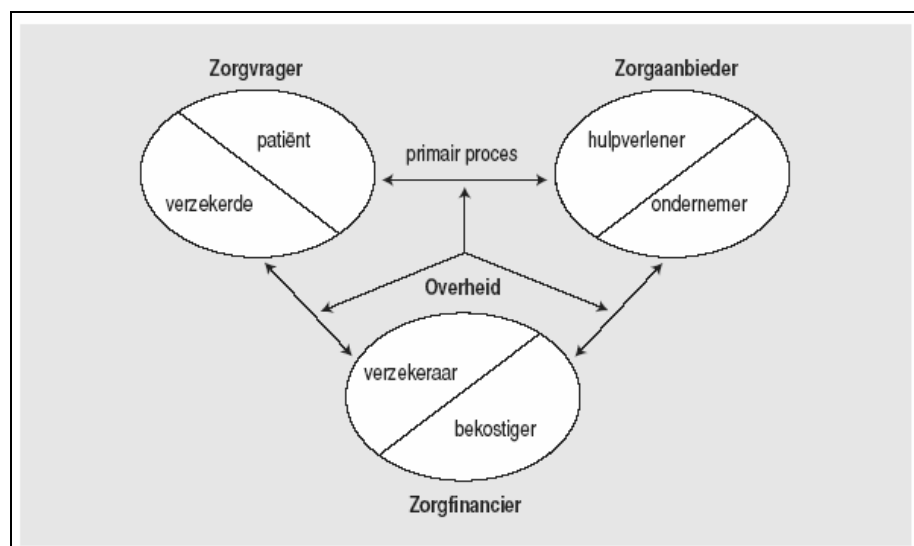 Zorgvrager
Zorgaanbieder
patiënt
hulpverlener
primair proces
verzekerde
ondernemer
Overheid
verzekeraar
bekostiger
Zorgfinancier